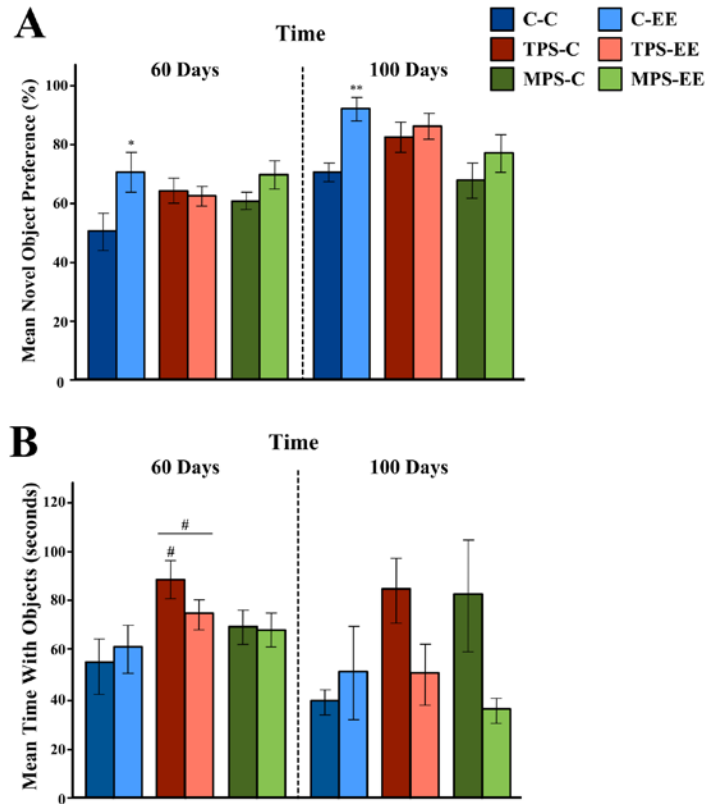 A
Time
60 Days
100 Days
C-C
C-EE
TPS-C
TPS-EE
MPS-C
MPS-EE
Mean Novel Object Preference (%)
100
80
60
40
20
0
*
**
B
Time
60 Days
100 Days
Mean Time With Objects (seconds)
120
100
80
60
40
20
0
#
#